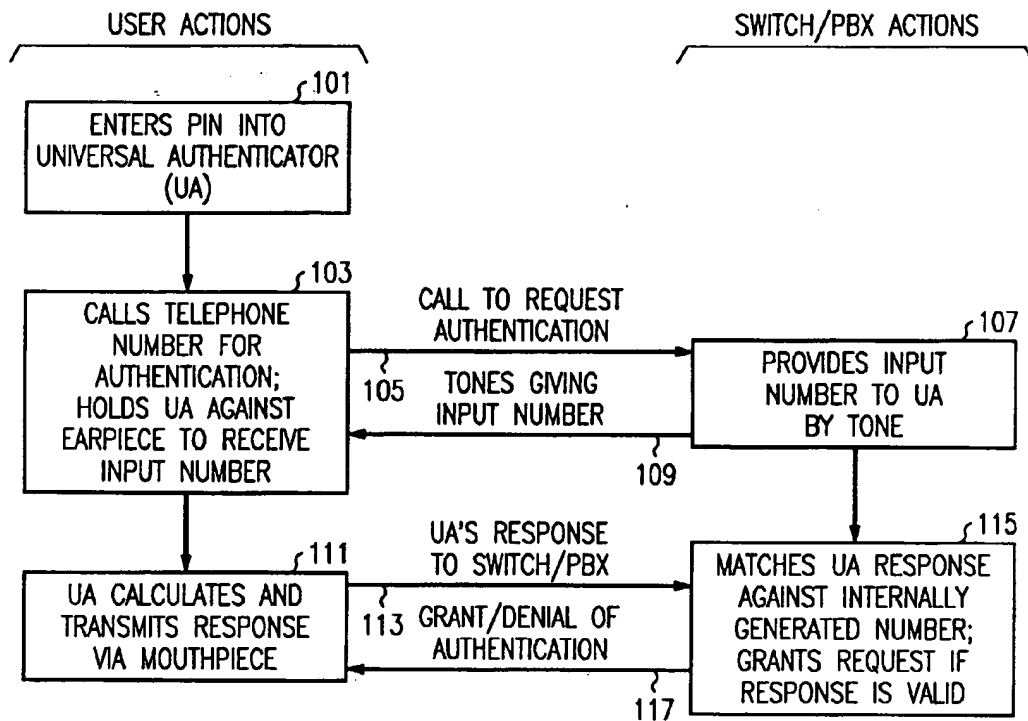 USER ACTIONS
SWITCH/PBX ACTIONS
101
ENTERS PIN INTO
UNIVERSAL AUTHENTICATOR
(UA)
103
CALLS TELEPHONE
NUMBER FOR
AUTHENTICATION;
HOLDS UA AGAINST
EARPIECE TO RECEIVE
INPUT NUMBER
CALL TO REQUEST
AUTHENTICATION
105
TONES GIVING
INPUT NUMBER
109
107
PROVIDES INPUT
NUMBER TO UA
BY TONE
111
UA CALCULATES AND
TRANSMITS RESPONSE
VIA MOUTHPIECE
UA'S RESPONSE
TO SWITCH/PBX
113
GRANT/DENIAL OF
AUTHENTICATION
117
115
MATCHES UA RESPONSE
AGAINST INTERNALLY
GENERATED NUMBER;
GRANTS REQUEST IF
RESPONSE IS VALID